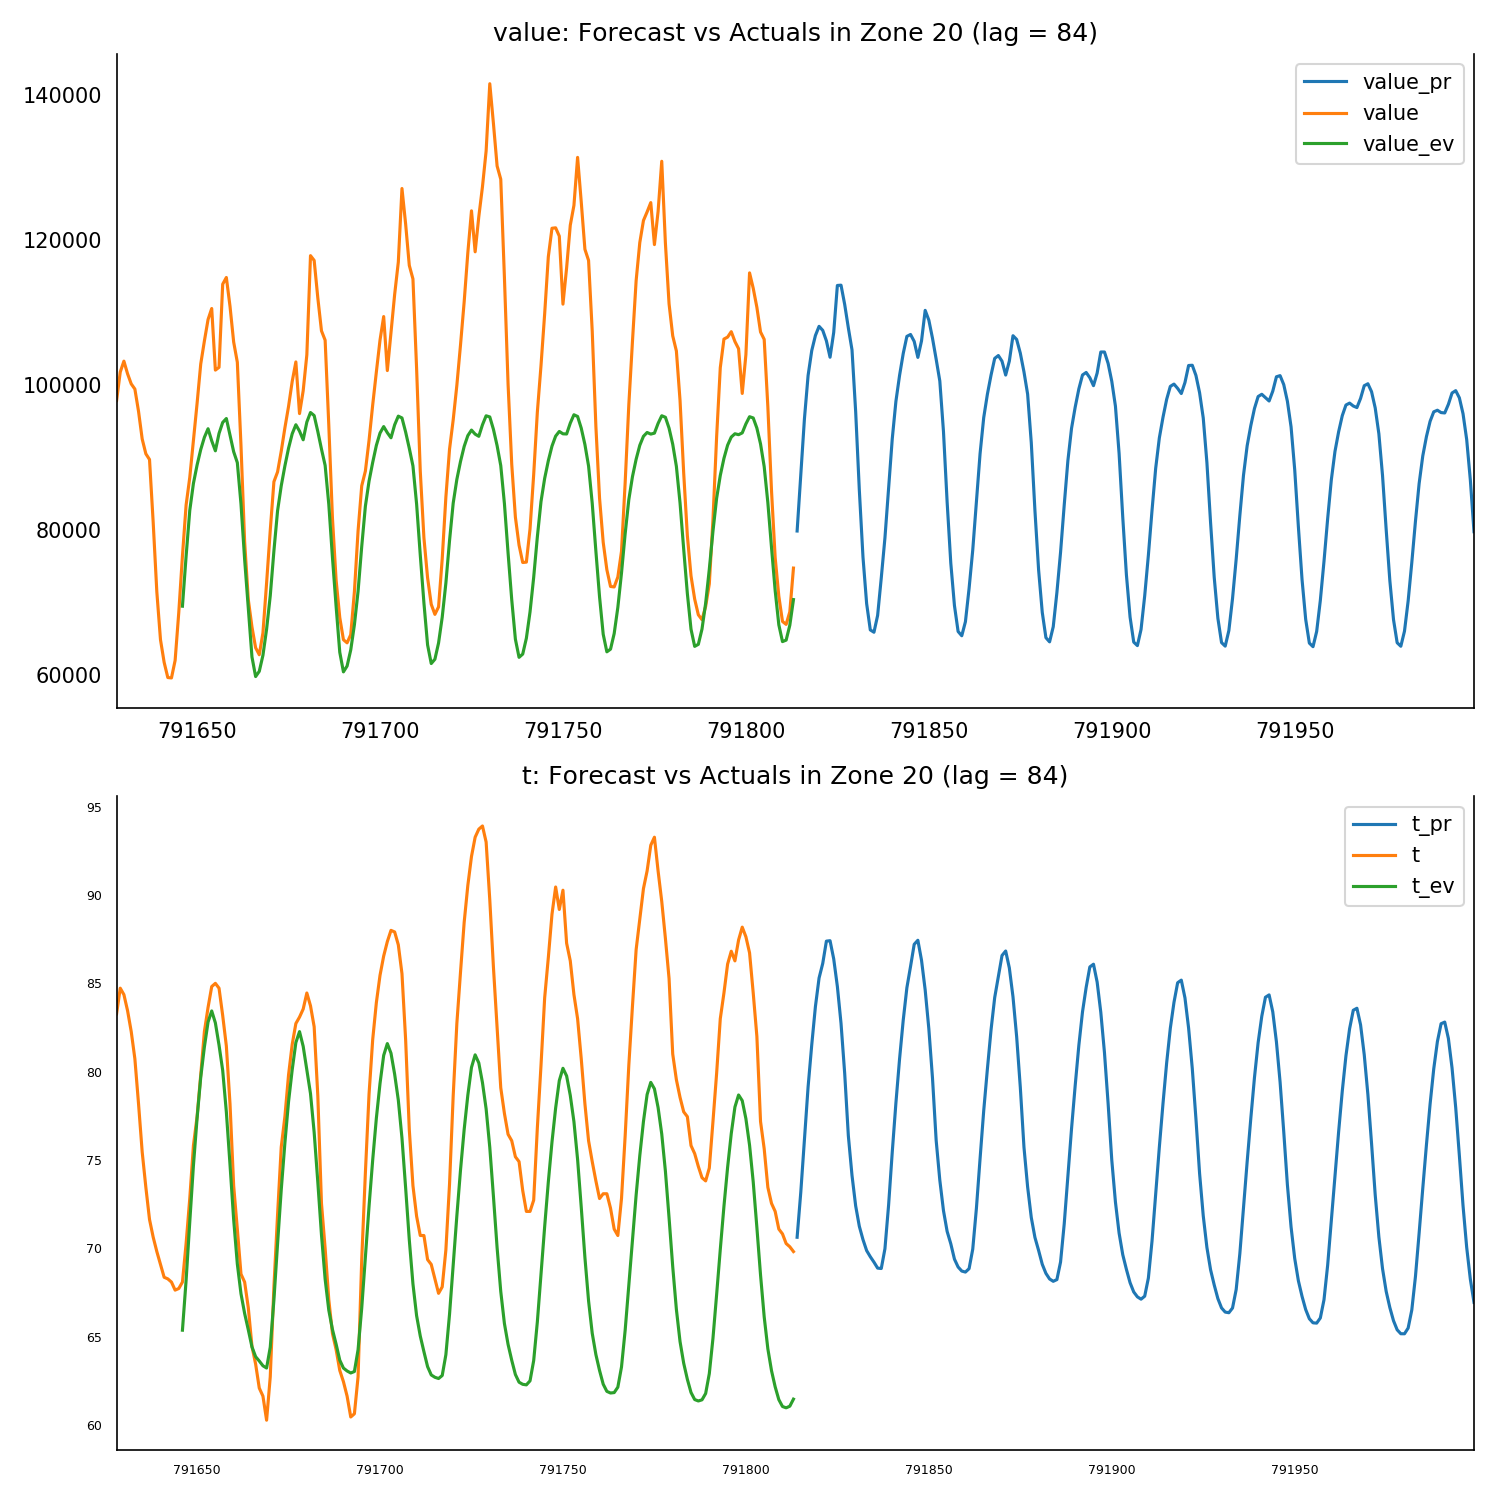 value: Forecast vs Actuals in Zone 20 (lag = 84)
140000
120000
100000
80000
60000
value_pr
value
value_ev
791650 791700 791750 791800 791850 791900 791950
t: Forecast vs Actuals in Zone 20 (lag = 84)
95
90
85
80
75
70
65
60
t_pr
t
t_ev
791650 791700 791750 791800 791850 791900 791950